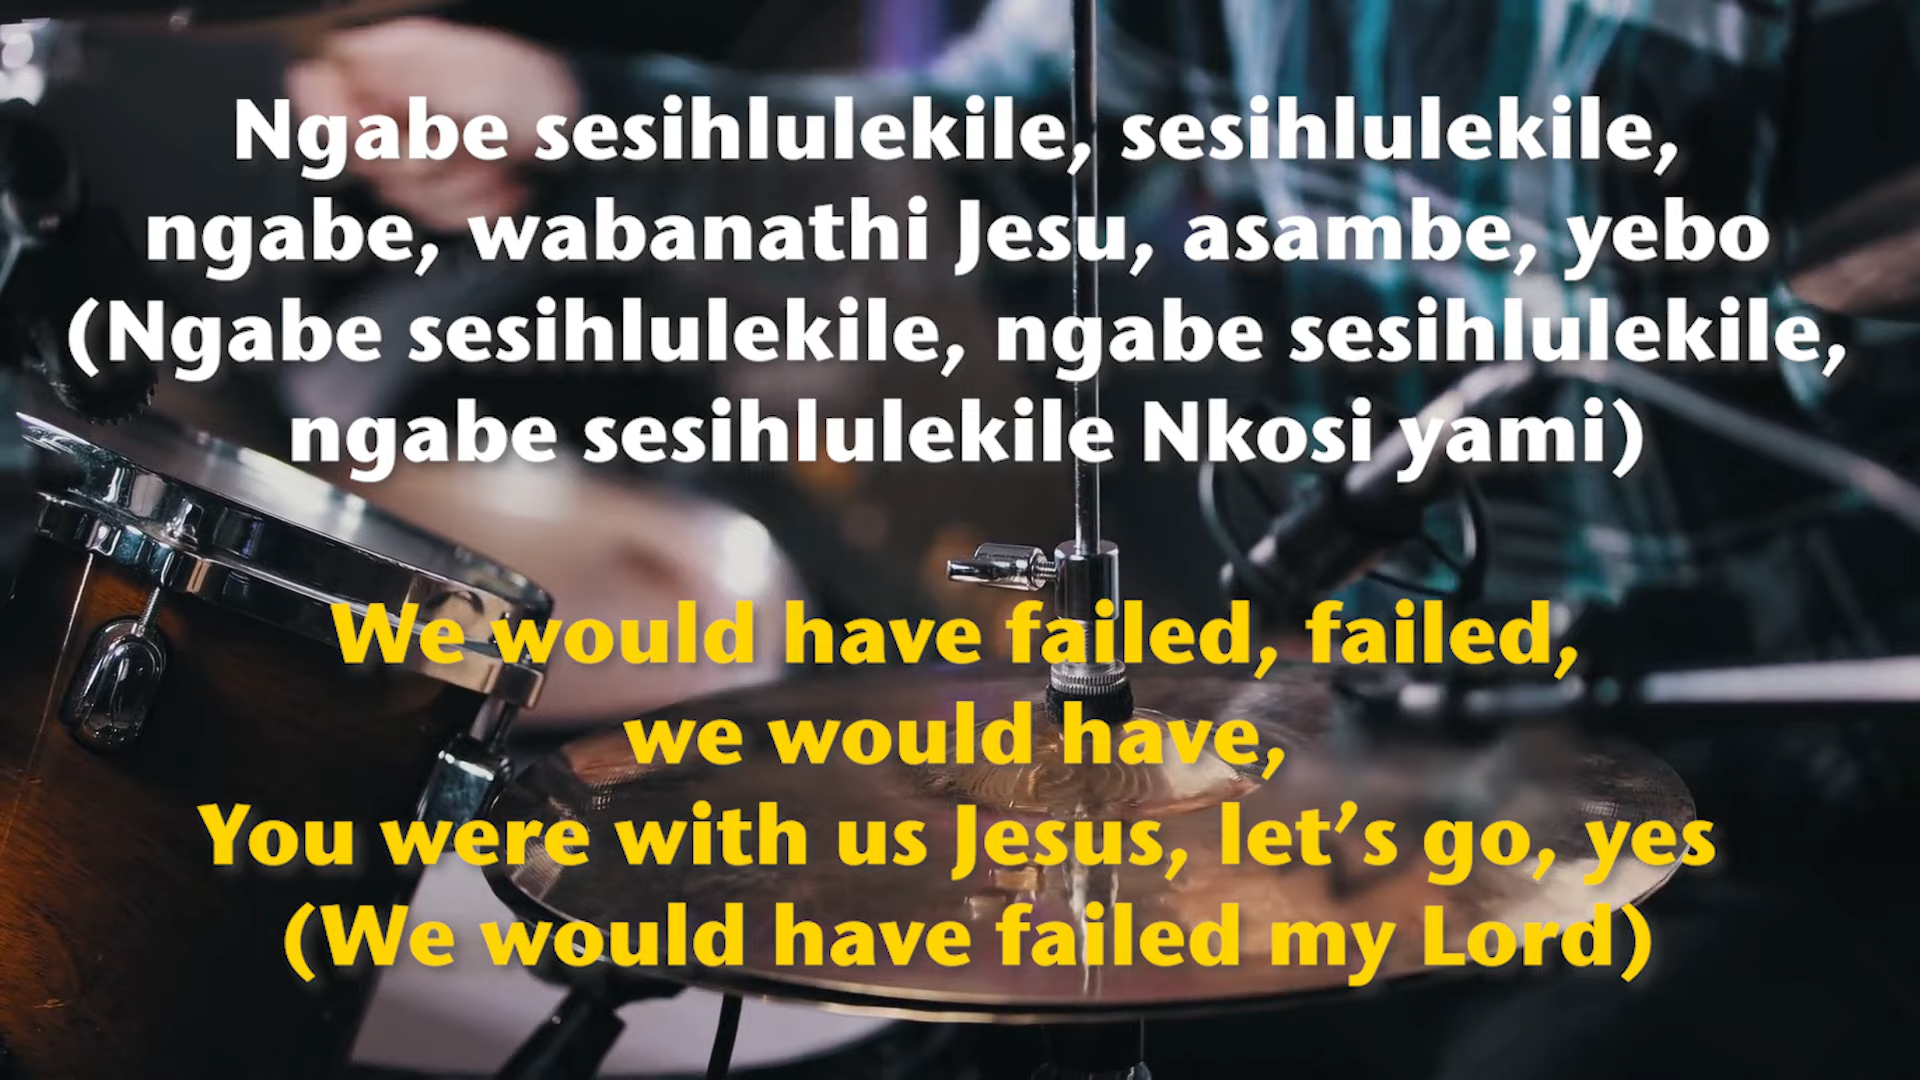 Ngabe sesihlulekile, sesihlulekile,
ngabe, wabanathi Jesu, asambe, yebo
(Ngabe sesihlulekile, ngabe sesihlulekile,
ngabe sesihlulekile Nkosi yami)
We would have failed, failed,
we would have,
You were with us Jesus, let’s go, yes
(We would have failed my Lord)